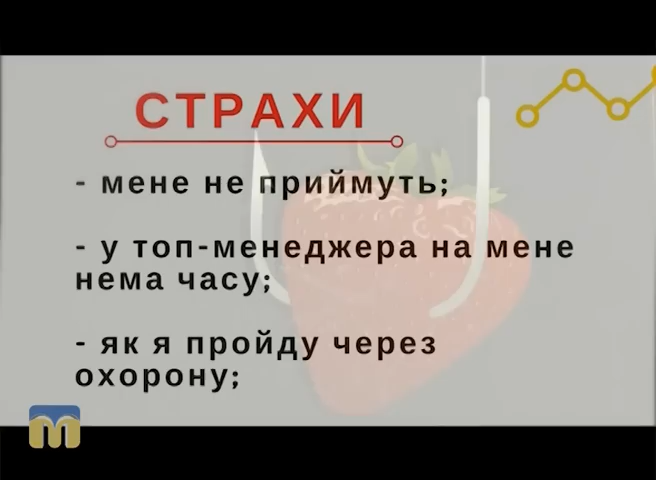 СТРАХИ
- мене не приймуть;
- у топ-менеджера на мене
нема часу;
- як я пройду через
охорону;
m